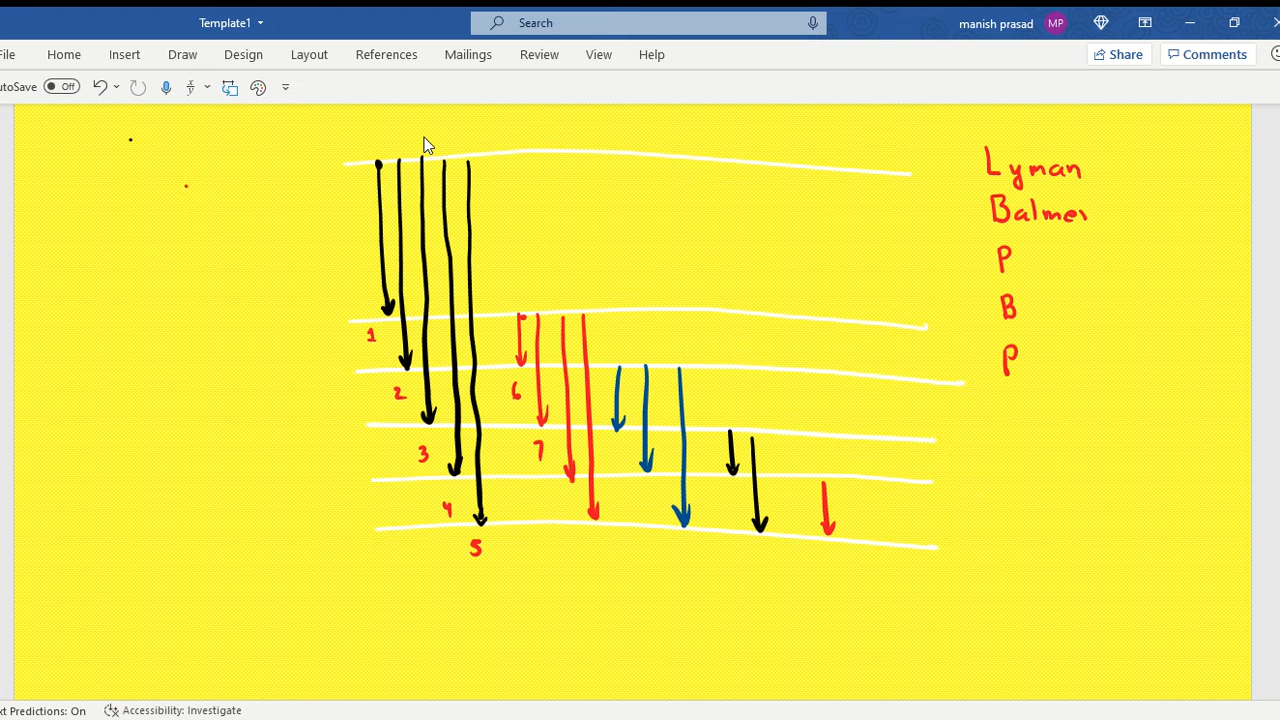 Template1
Search
manish prasad
MP
File Home Insert Draw Design Layout References Mailings Review View Help
Share
Comments
AutoSave
Off
Lyman
Balmer
P
B
P
1
2
6
3
7
4
5
Text Predictions: On
Accessibility: Investigate